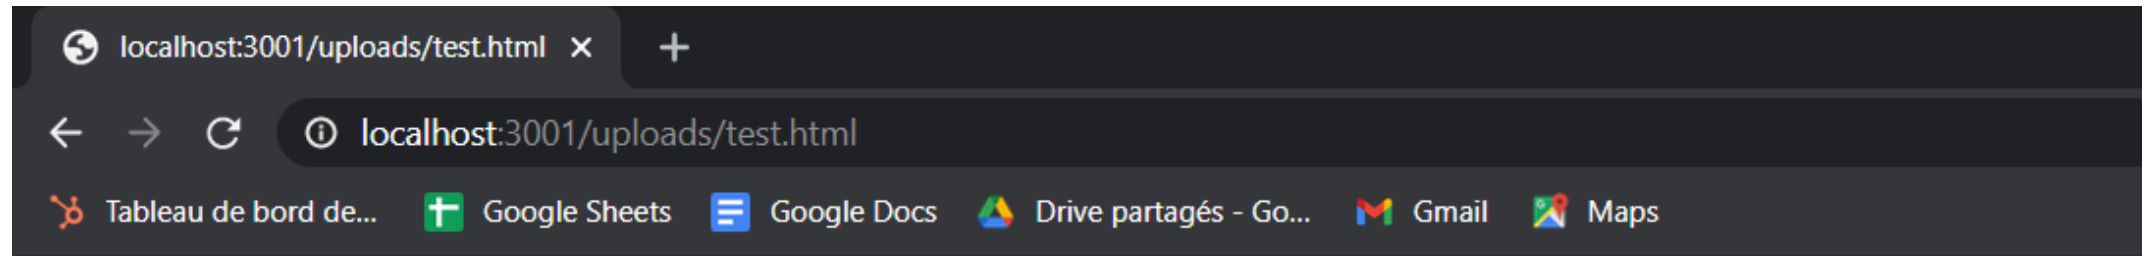 localhost:3001/uploads/test.html
localhost:3001/uploads/test.html
Tableau de bord de... Google Sheets Google Docs Drive partagés - Go... Gmail Maps